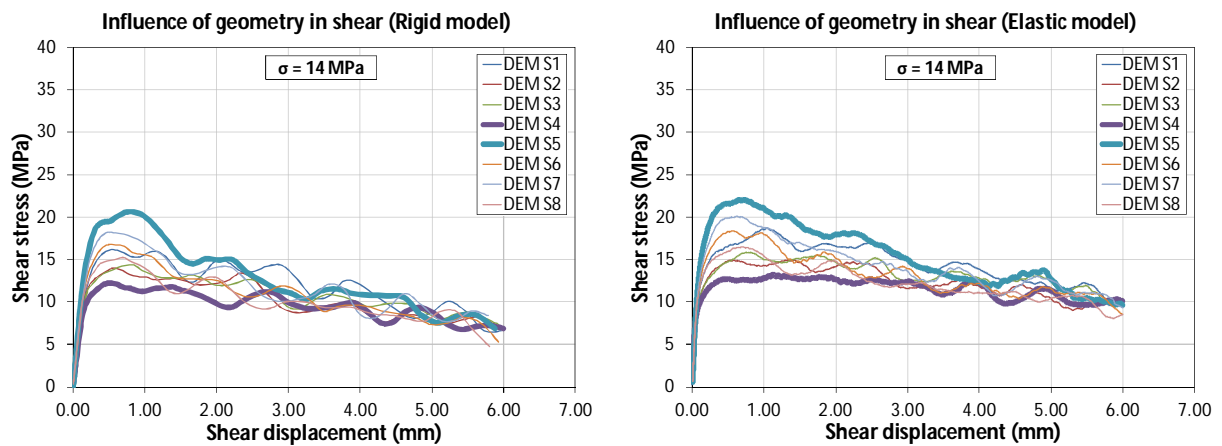 Influence of geometry in shear (Rigid model)
40
35
30
25
20
15
10
5
0
Shear stress (MPa)
σ = 14 MPa
DEM S1
DEM S2
DEM S3
DEM S4
DEM S5
DEM S6
DEM S7
DEM S8
0.00 1.00 2.00 3.00 4.00 5.00 6.00 7.00
Shear displacement (mm)
Influence of geometry in shear (Elastic model)
40
35
30
25
20
15
10
5
0
Shear stress (MPa)
σ = 14 MPa
DEM S1
DEM S2
DEM S3
DEM S4
DEM S5
DEM S6
DEM S7
DEM S8
0.00 1.00 2.00 3.00 4.00 5.00 6.00 7.00
Shear displacement (mm)